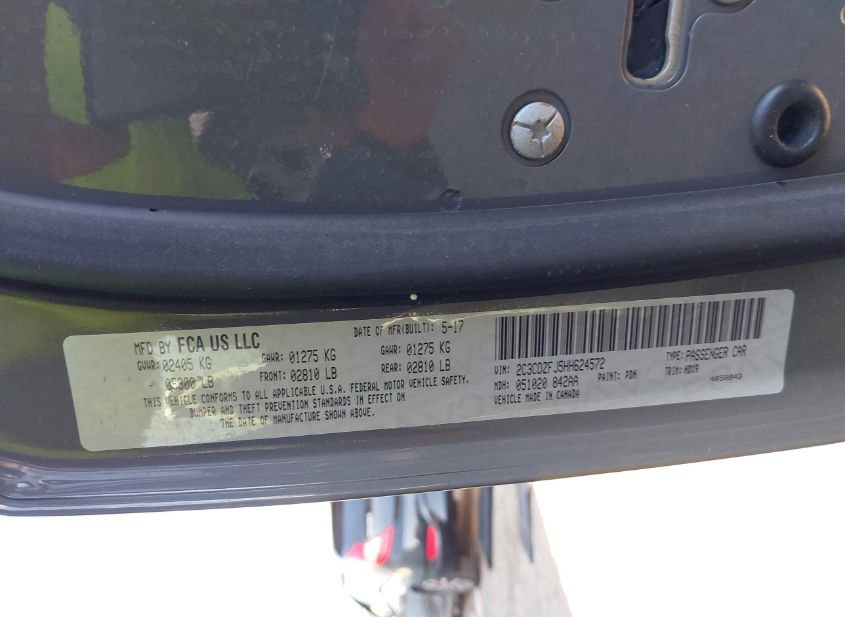 MFD BY FCA US LLC DATE OF MFR(BUILT): 5-17
GVWR: 02405 KG GAWR: 01275 KG GAWR: 01275 KG
05300 LB FRONT: 02810 LB REAR: 02810 LB
THIS VEHICLE CONFORMS TO ALL APPLICABLE U.S.A. FEDERAL MOTOR VEHICLE SAFETY,
BUMPER AND THEFT PREVENTION STANDARDS IN EFFECT ON
THE DATE OF MANUFACTURE SHOWN ABOVE.
VIN: 2C3CDZFJ5HH624572 TYPE: PASSENGER CAR
MDH: 051020 842AA PAINT: PDN TRIM: HDX9
VEHICLE MADE IN CANADA 4858843